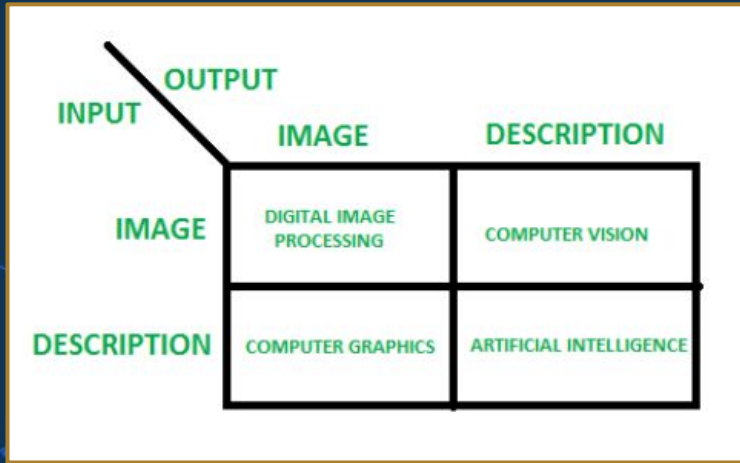 OUTPUT
INPUT
IMAGE
DESCRIPTION
IMAGE
DIGITAL IMAGE
PROCESSING
COMPUTER VISION
DESCRIPTION
COMPUTER GRAPHICS
ARTIFICIAL INTELLIGENCE